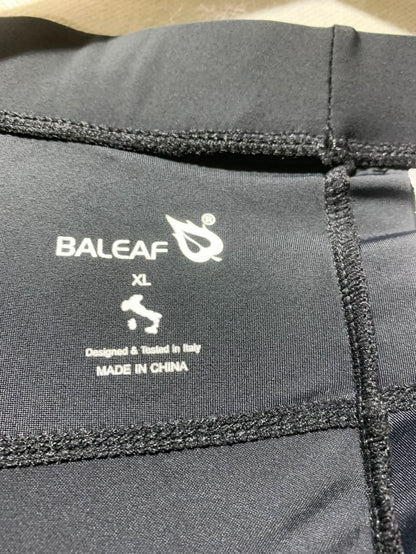 BALEAF ®
XL
Designed & Tested in Italy
MADE IN CHINA